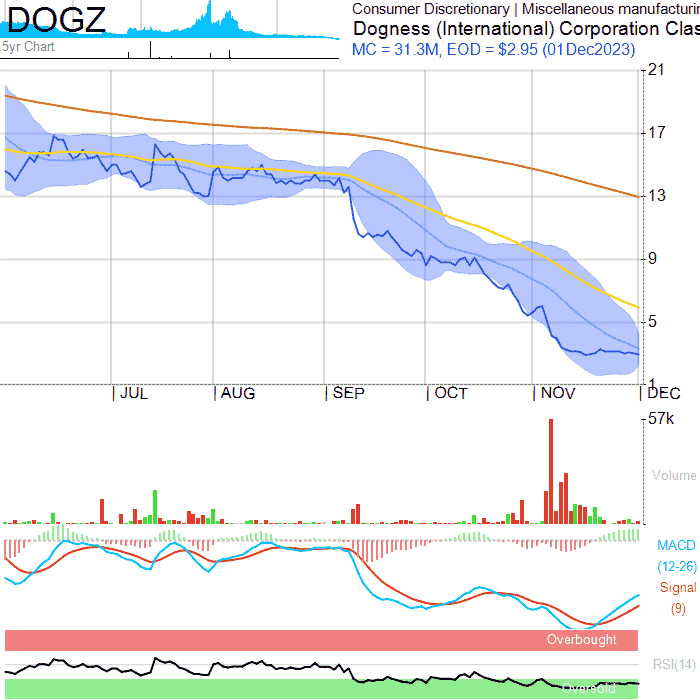 DOGZ
5yr Chart
Consumer Discretionary | Miscellaneous manufacturin
Dogness (International) Corporation Clas
MC = 31.3M, EOD = $2.95 (01Dec2023)
21
17
13
9
5
1
JUL
AUG
SEP
OCT
NOV
DEC
57k
Volume
MACD
(12-26)
Signal
(9)
Overbought
RSI(14)
Oversold